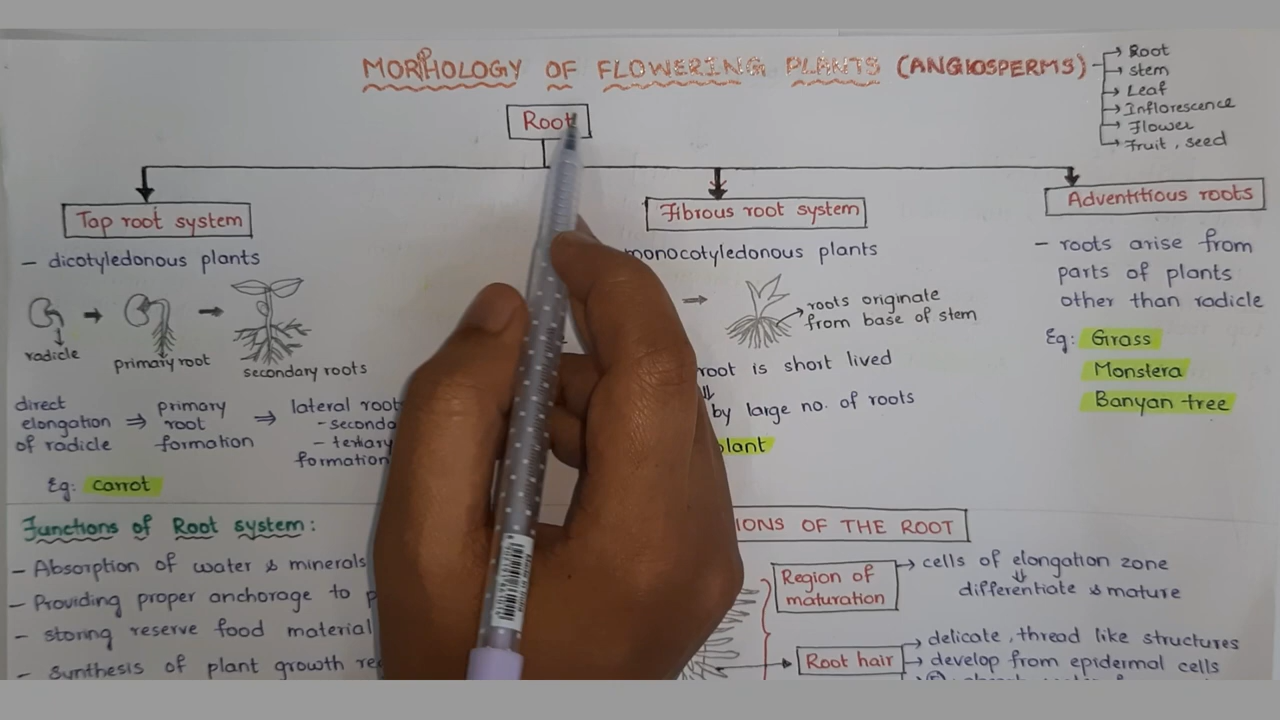 MORPHOLOGY OF FLOWERING PLANTS (ANGIOSPERMS)
Root
stem
Leaf
Inflorescence
Flower
Fruit, seed
Root
Tap root system
- dicotyledonous plants
radicle
primary root
secondary roots
direct elongation of radicle ⇒ primary root formation ⇒ lateral root
- tertiary
formation
Eg: carrot
Fibrous root system
monocotyledonous plants
roots originate
from base of stem
root is short lived
by large no. of roots
Adventitious roots
- roots arise from
parts of plants
other than radicle
Eg: Grass
Monstera
Banyan tree
Functions of Root system:
- Absorption of water & minerals
- Providing proper anchorage to
- storing reserve food material
- synthesis of plant growth
OF THE ROOT
Region of
maturation
cells of elongation zone
differentiate & mature
Root hair
delicate, thread like structures
develop from epidermal cells